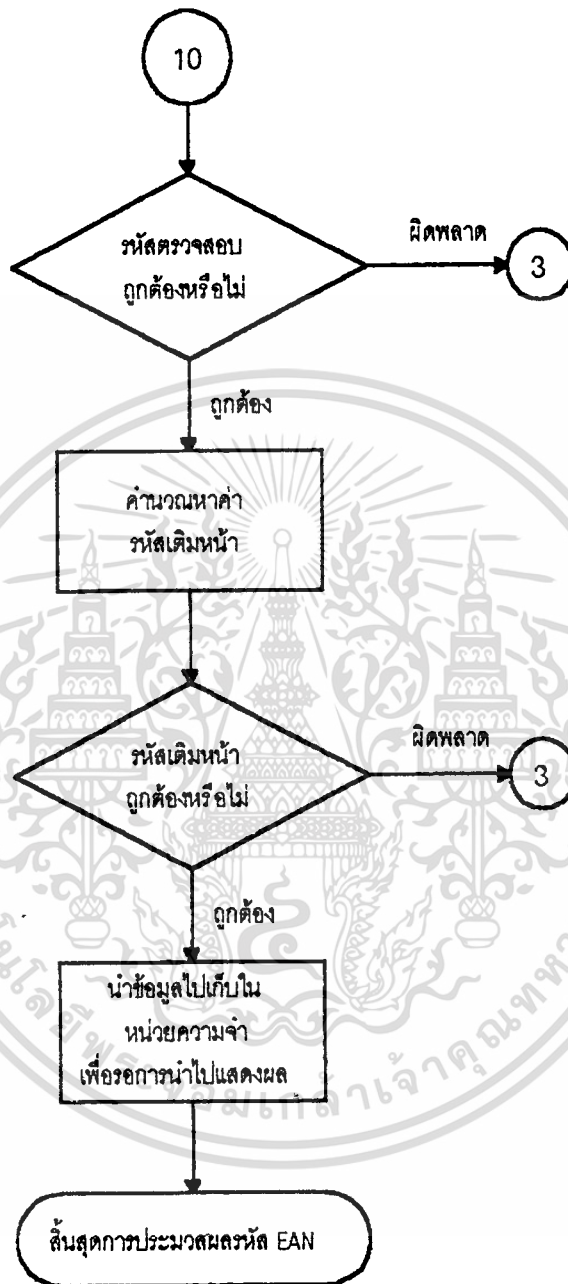 10
รหัสตรวจสอบ
ถูกต้องหรือไม่
ผิดพลาด
3
ถูกต้อง
คำนวณหาค่า
รหัสเติมหน้า
รหัสเติมหน้า
ถูกต้องหรือไม่
ผิดพลาด
3
ถูกต้อง
นำข้อมูลไปเก็บใน
หน่วยความจำ
เพื่อรอการนำไปแสดงผล
สิ้นสุดการประมวลผลรหัส EAN